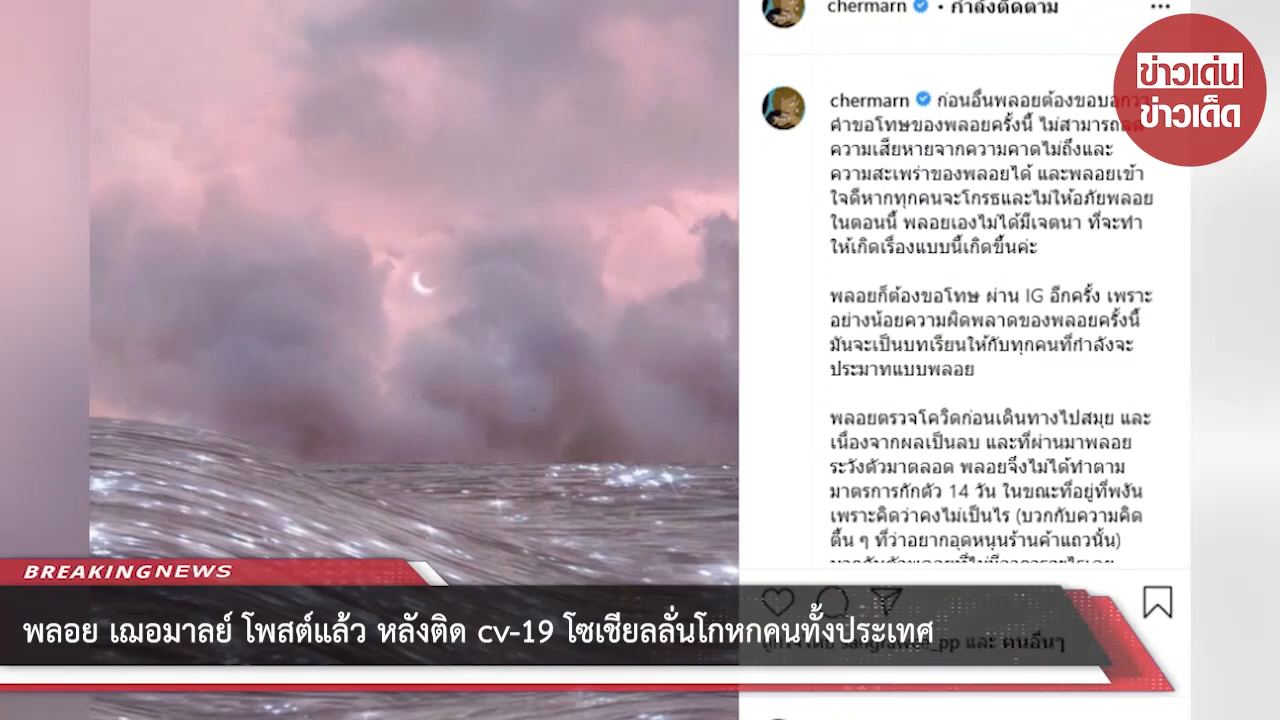 chermarn • กำลังติดตาม
ข่าวเด่น
ข่าวเด็ด
chermarn ก่อนอื่นพลอยต้องขอบอกว่า
คำขอโทษของพลอยครั้งนี้ ไม่สามารถลด
ความเสียหายจากความคาดไม่ถึงและ
ความสะเพร่าของพลอยได้ และพลอยเข้า
ใจดีหากทุกคนจะโกรธและไม่ให้อภัยพลอย
ในตอนนี้ พลอยเองไม่ได้มีเจตนา ที่จะทำ
ให้เกิดเรื่องแบบนี้เกิดขึ้นค่ะ
พลอยก็ต้องขอโทษ ผ่าน IG อีกครั้ง เพราะ
อย่างน้อยความผิดพลาดของพลอยครั้งนี้
มันจะเป็นบทเรียนให้กับทุกคนที่กำลังจะ
ประมาทแบบพลอย
พลอยตรวจโควิดก่อนเดินทางไปสมุย และ
เนื่องจากผลเป็นลบ และที่ผ่านมาพลอย
ระวังตัวมาตลอด พลอยจึงไม่ได้ทำตาม
มาตรการกักตัว 14 วัน ในขณะที่อยู่ที่พงัน
เพราะคิดว่าคงไม่เป็นไร (บวกกับความคิด
ตื้น ๆ ที่ว่าอยากอุดหนุนร้านค้าแถวนั้น)
BREAKING NEWS
พลอย เฌอมาลย์ โพสต์แล้ว หลังติด cv-19 โซเชียลลั่นโกหกคนทั้งประเทศ
และ คนอื่นๆ